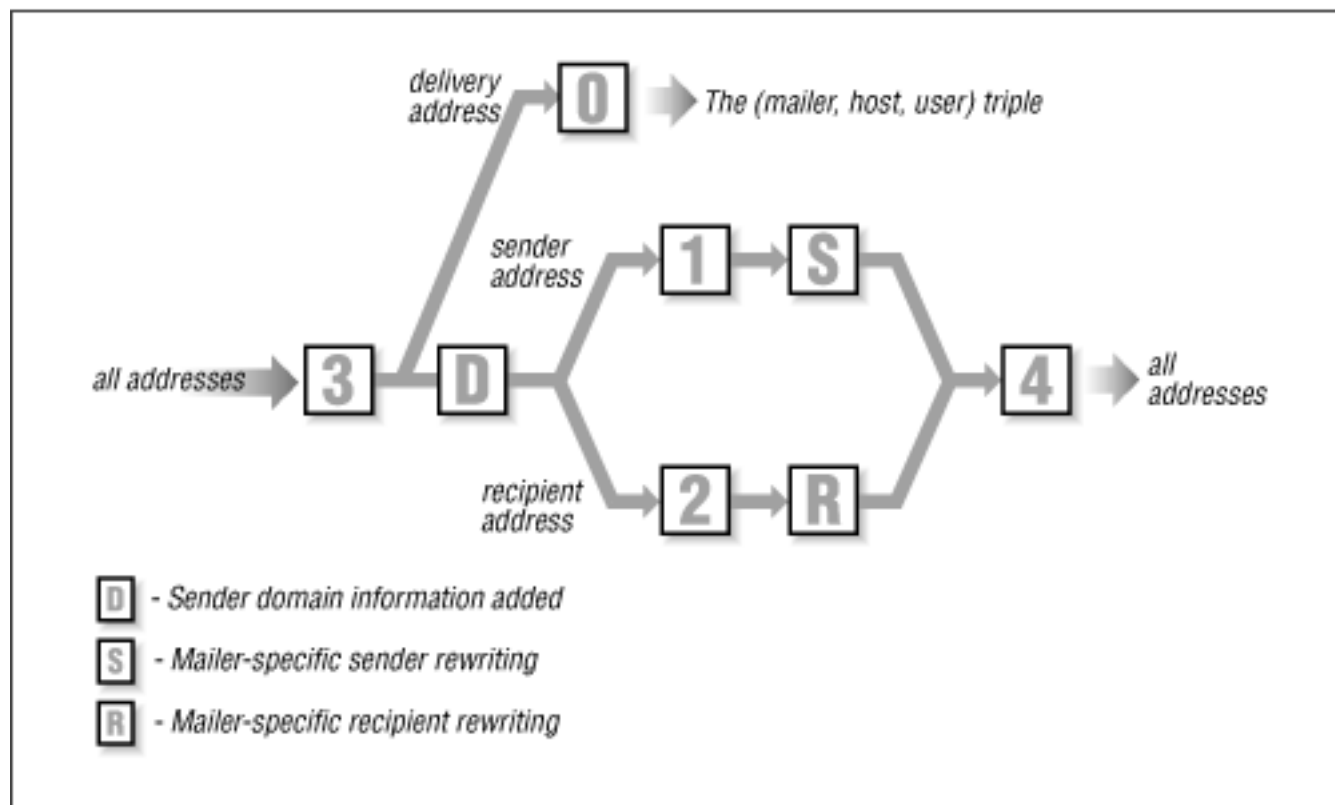 delivery
address
0
The (mailer, host, user) triple
sender
address
1
S
all addresses
3
D
4
all
addresses
recipient
address
2
R
D - Sender domain information added
S - Mailer-specific sender rewriting
R - Mailer-specific recipient rewriting